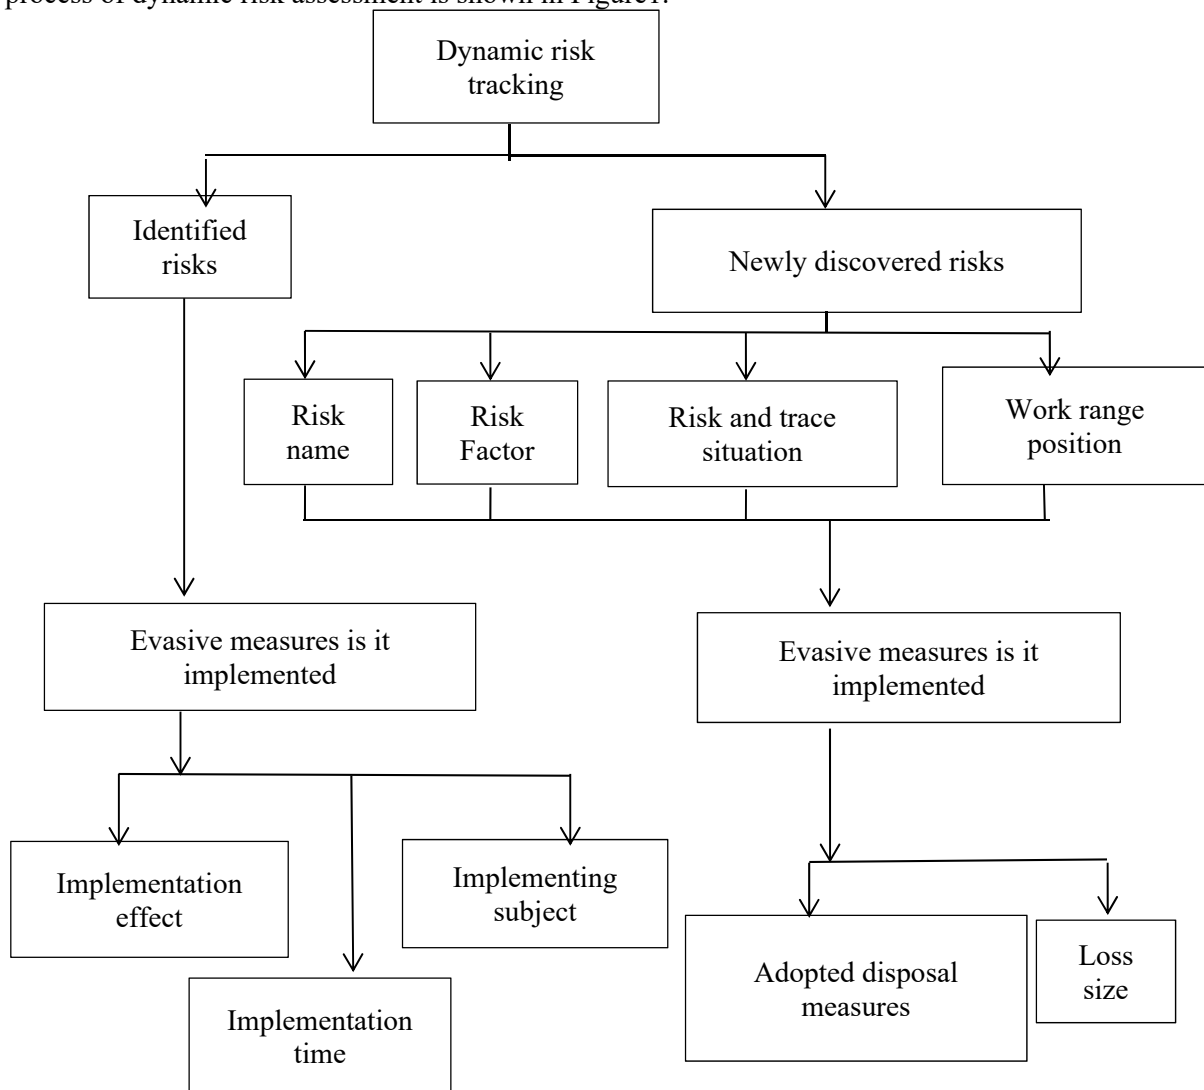 process of dynamic risk assessment is shown in Figure1.
Dynamic risk
tracking
Identified
risks
Newly discovered risks
Risk
name
Risk
Factor
Risk and trace
situation
Work range
position
Evasive measures is it
implemented
Evasive measures is it
implemented
Implementation
effect
Implementing
subject
Implementation
time
Adopted disposal
measures
Loss
size